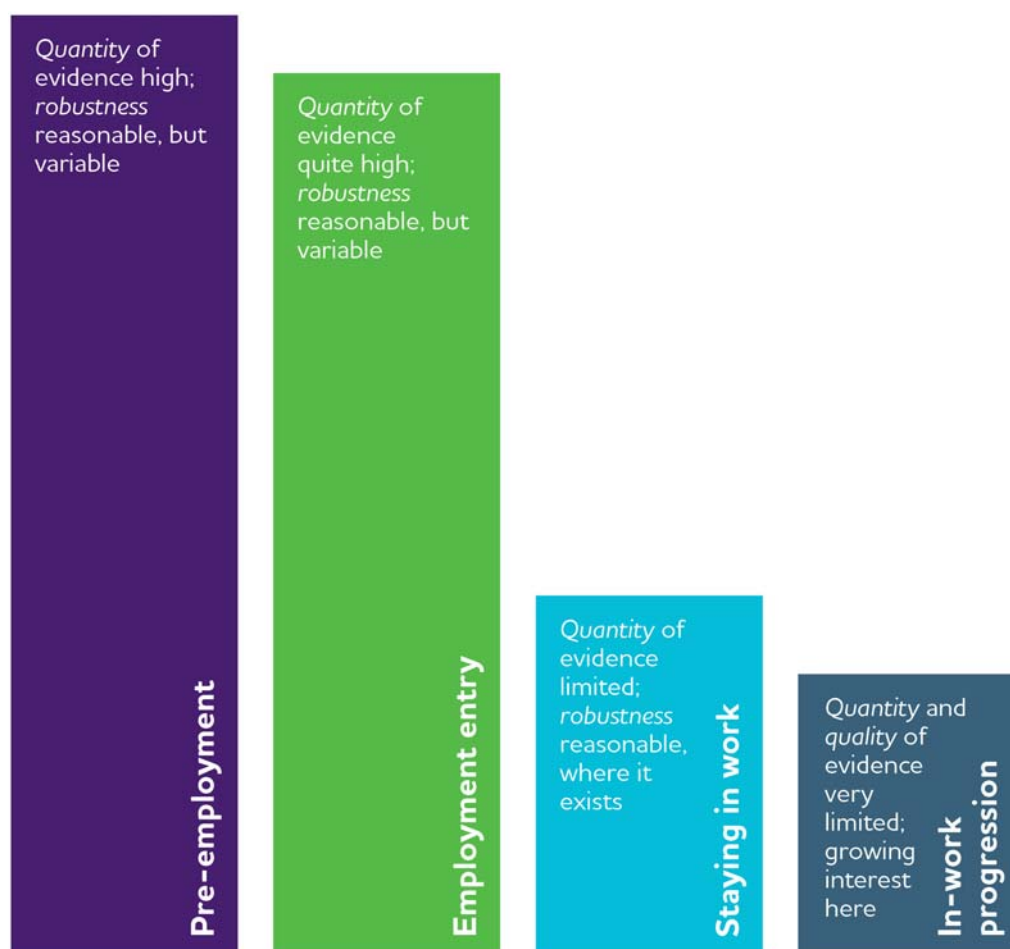 Quantity of
evidence high;
robustness
reasonable, but
variable
Pre-employment
Quantity of
evidence
quite high;
robustness
reasonable, but
variable
Employment entry
Quantity of
evidence
limited;
robustness
reasonable,
where it
exists
Staying in work
Quantity and
quality of
evidence
very
limited;
growing
interest
here
In-work
progression